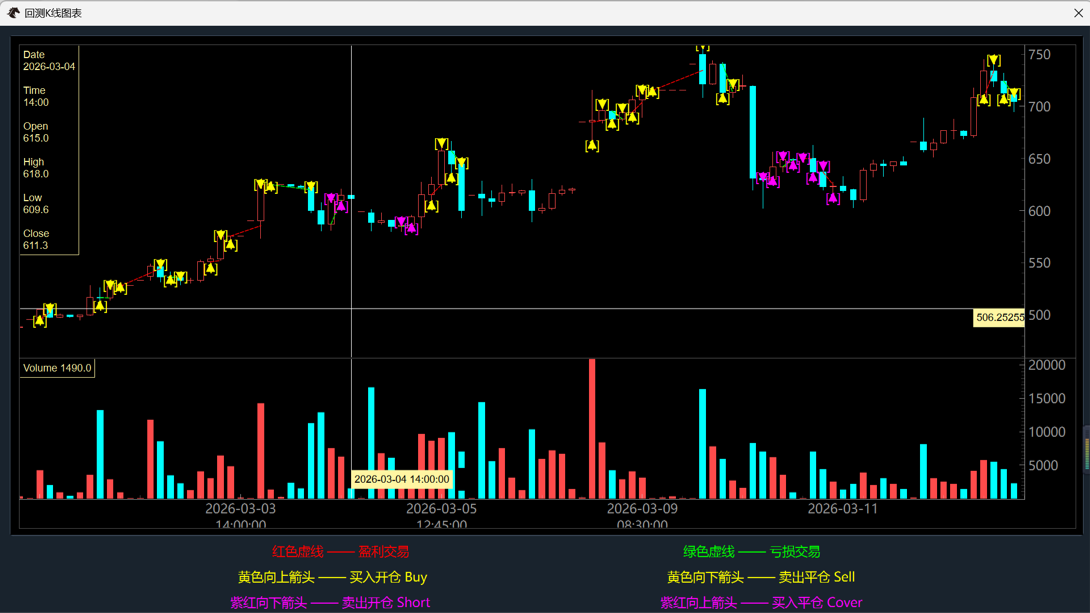 回测K线图表
Date
2026-03-04
Time
14:00
Open
615.0
High
618.0
Low
609.6
Close
611.3
750
700
650
600
550
500
506.25255
Volume 1490.0
20000
15000
10000
5000
2026-03-04 14:00:00
2026-03-03 2026-03-05 2026-03-09 2026-03-11
14:00:00 12:45:00 08:30:00
红色虚线 —— 盈利交易 绿色虚线 —— 亏损交易
黄色向上箭头 —— 买入开仓 Buy 黄色向下箭头 —— 卖出平仓 Sell
紫红向下箭头 —— 卖出开仓 Short 紫红向上箭头 —— 买入平仓 Cover